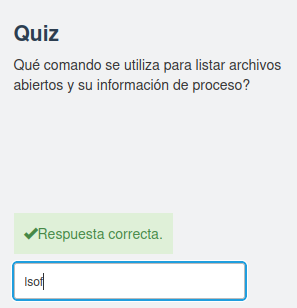 Quiz
Qué comando se utiliza para listar archivos
abiertos y su información de proceso?
Respuesta correcta.
lsof